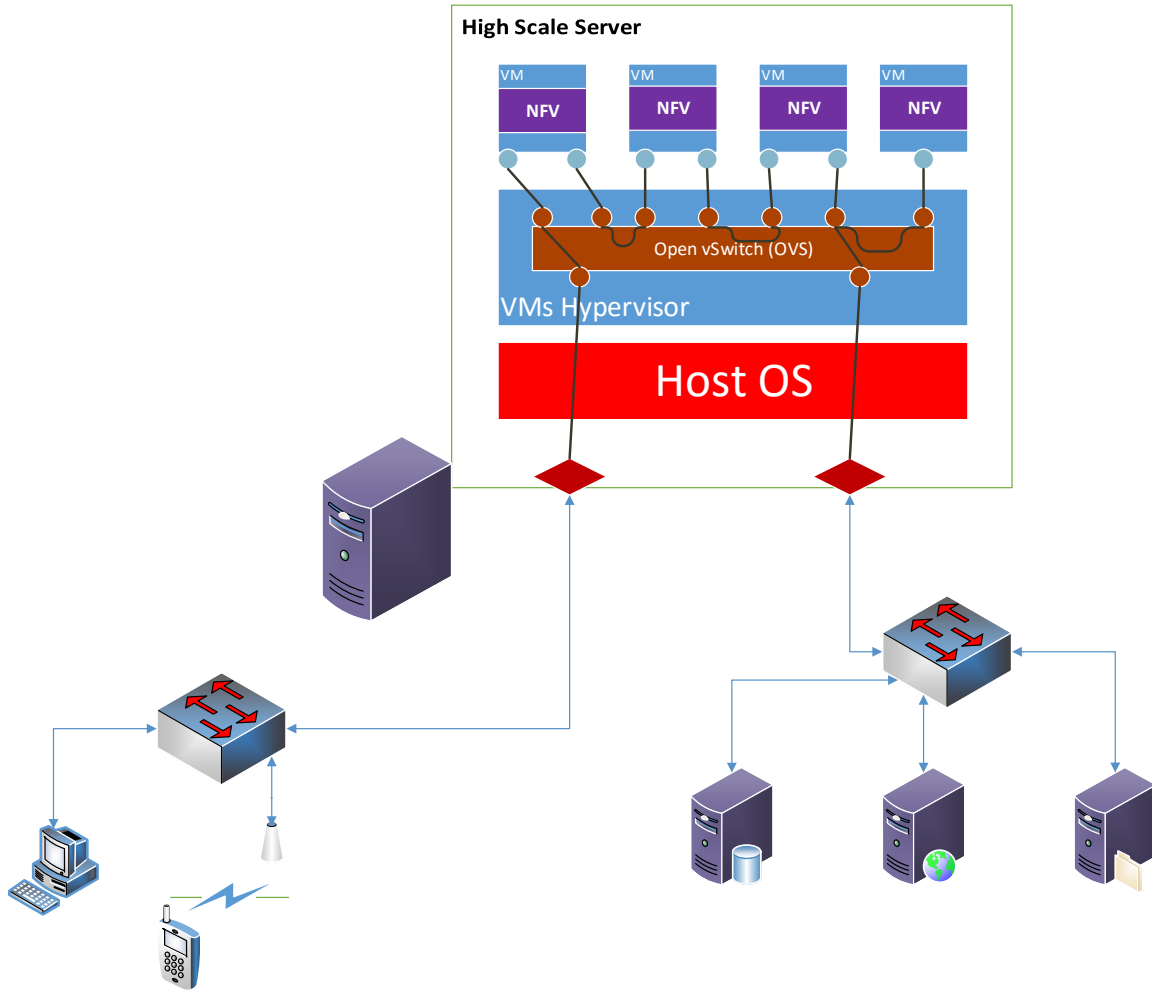 High Scale Server
VM
VM
VM
VM
NFV
NFV
NFV
NFV
Open vSwitch (OVS)
VMs Hypervisor
Host OS